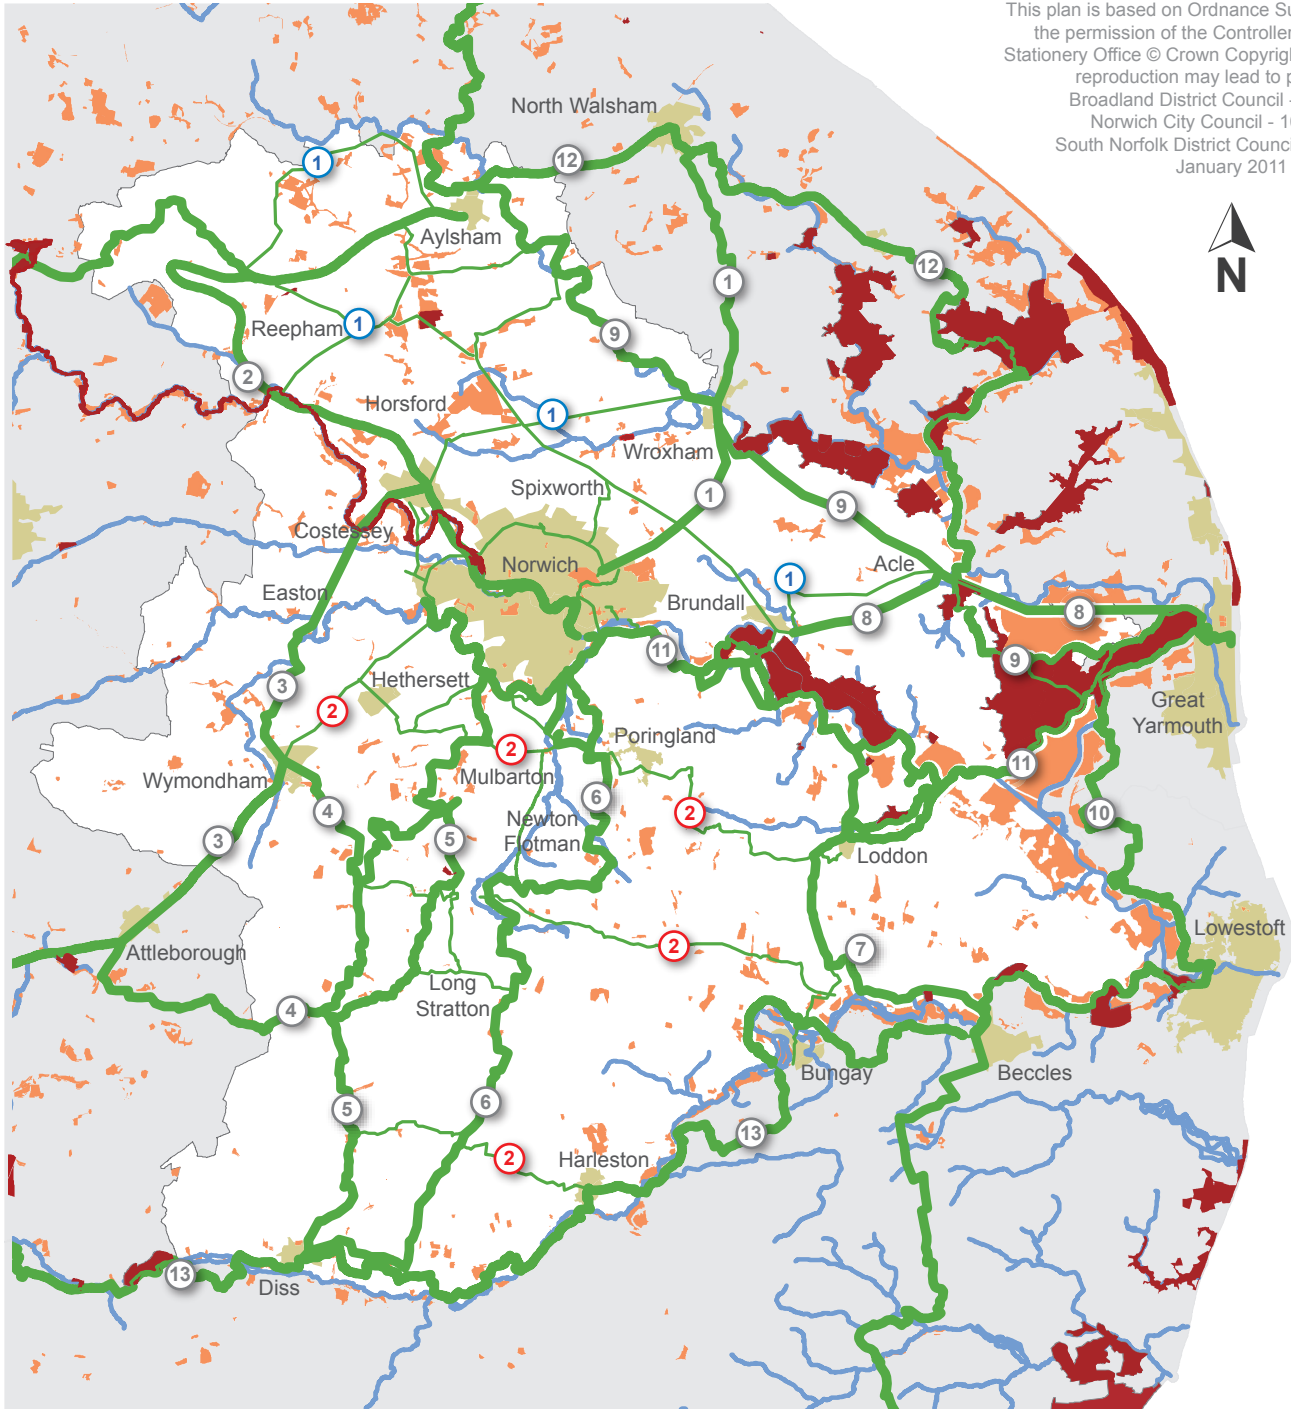 This plan is based on Ordnance Su
the permission of the Controller
Stationery Office © Crown Copyrigh
reproduction may lead to p
Broadland District Council -
Norwich City Council - 10
South Norfolk District Counc
January 2011
N
North Walsham
12
1
Aylsham
12
1
Reepham
1
9
2
Horsford
1
Wroxham
Spixworth
1
9
Costessey
Norwich
Acle
Easton
1
Brundall
8
8
11
9
Hethersett
3
2
Great
Yarmouth
Poringland
2
Mulbarton
11
Wymondham
6
4
2
10
Newton
Flotman
5
3
Loddon
Lowestoft
Attleborough
2
7
Long
Stratton
4
Bungay
Beccles
6
5
13
2
Harleston
13
Diss